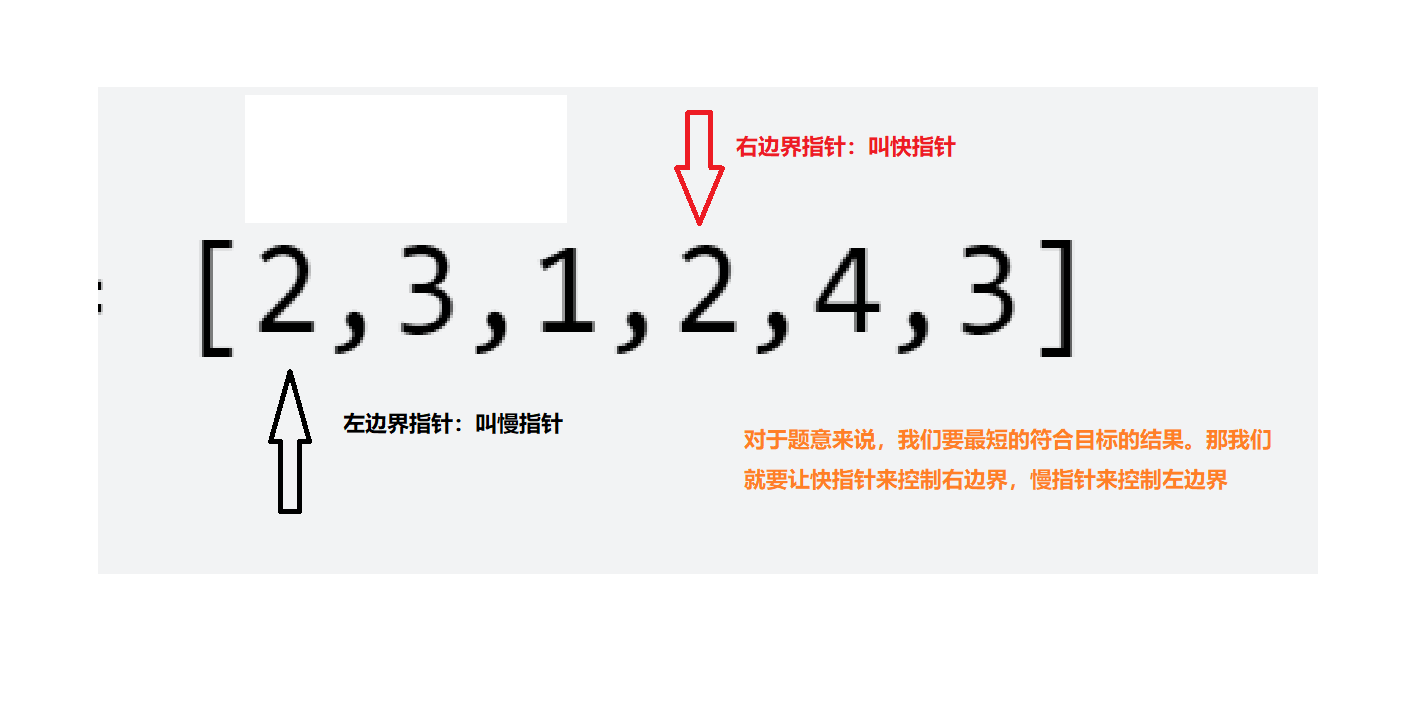 右边界指针：叫快指针
[2,3,1,2,4,3]
左边界指针：叫慢指针
对于题意来说，我们要最短的符合目标的结果。那我们
就要让快指针来控制右边界，慢指针来控制左边界